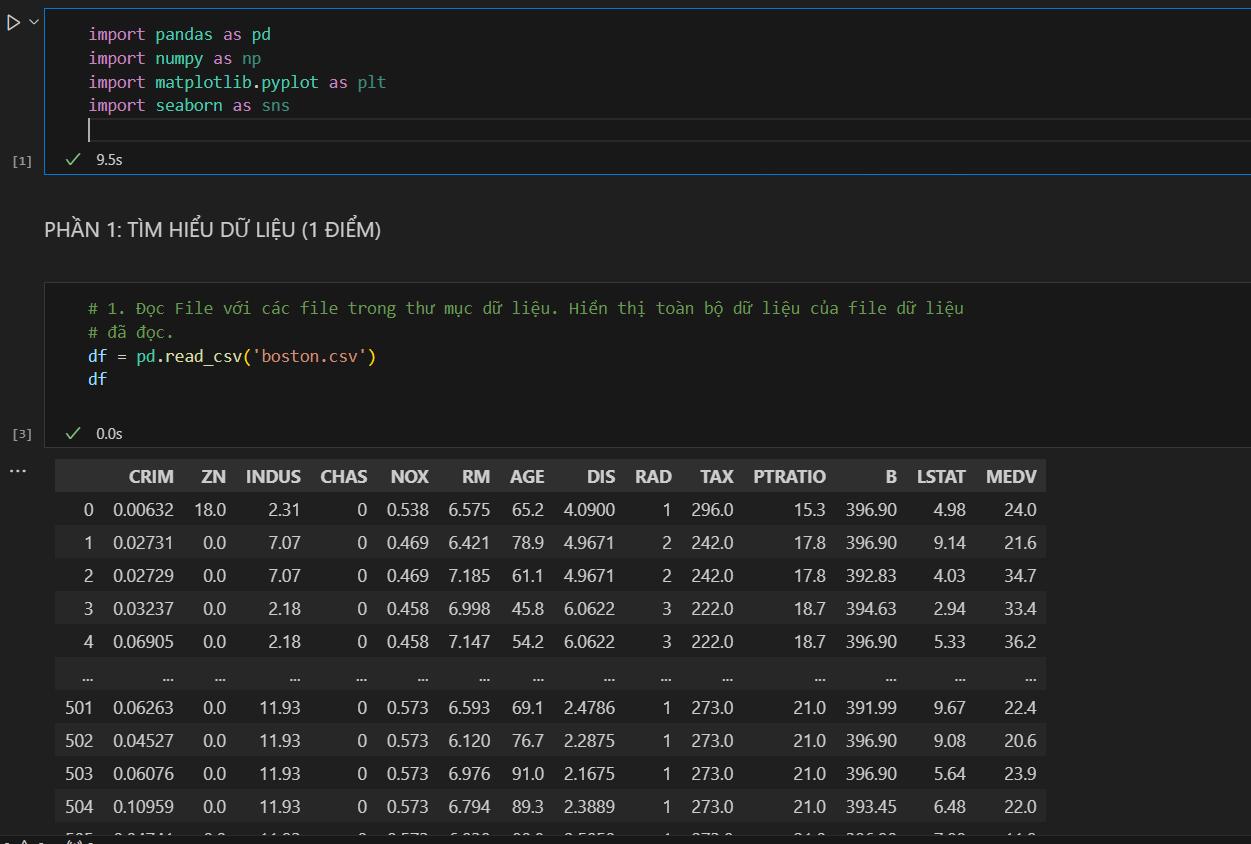 import pandas as pd
import numpy as np
import matplotlib.pyplot as plt
import seaborn as sns
[1] 9.5s
PHẦN 1: TÌM HIỂU DỮ LIỆU (1 ĐIỂM)
# 1. Đọc File với các file trong thư mục dữ liệu. Hiển thị toàn bộ dữ liệu của file dữ liệu
# đã đọc.
df = pd.read_csv('boston.csv')
df
[3] 0.0s
...
CRIM ZN INDUS CHAS NOX RM AGE DIS RAD TAX PTRATIO B LSTAT MEDV
0 0.00632 18.0 2.31 0 0.538 6.575 65.2 4.0900 1 296.0 15.3 396.90 4.98 24.0
1 0.02731 0.0 7.07 0 0.469 6.421 78.9 4.9671 2 242.0 17.8 396.90 9.14 21.6
2 0.02729 0.0 7.07 0 0.469 7.185 61.1 4.9671 2 242.0 17.8 392.83 4.03 34.7
3 0.03237 0.0 2.18 0 0.458 6.998 45.8 6.0622 3 222.0 18.7 394.63 2.94 33.4
4 0.06905 0.0 2.18 0 0.458 7.147 54.2 6.0622 3 222.0 18.7 396.90 5.33 36.2
... ... ... ... ... ... ... ... ... ... ... ... ... ... ...
501 0.06263 0.0 11.93 0 0.573 6.593 69.1 2.4786 1 273.0 21.0 391.99 9.67 22.4
502 0.04527 0.0 11.93 0 0.573 6.120 76.7 2.2875 1 273.0 21.0 396.90 9.08 20.6
503 0.06076 0.0 11.93 0 0.573 6.976 91.0 2.1675 1 273.0 21.0 396.90 5.64 23.9
504 0.10959 0.0 11.93 0 0.573 6.794 89.3 2.3889 1 273.0 21.0 393.45 6.48 22.0